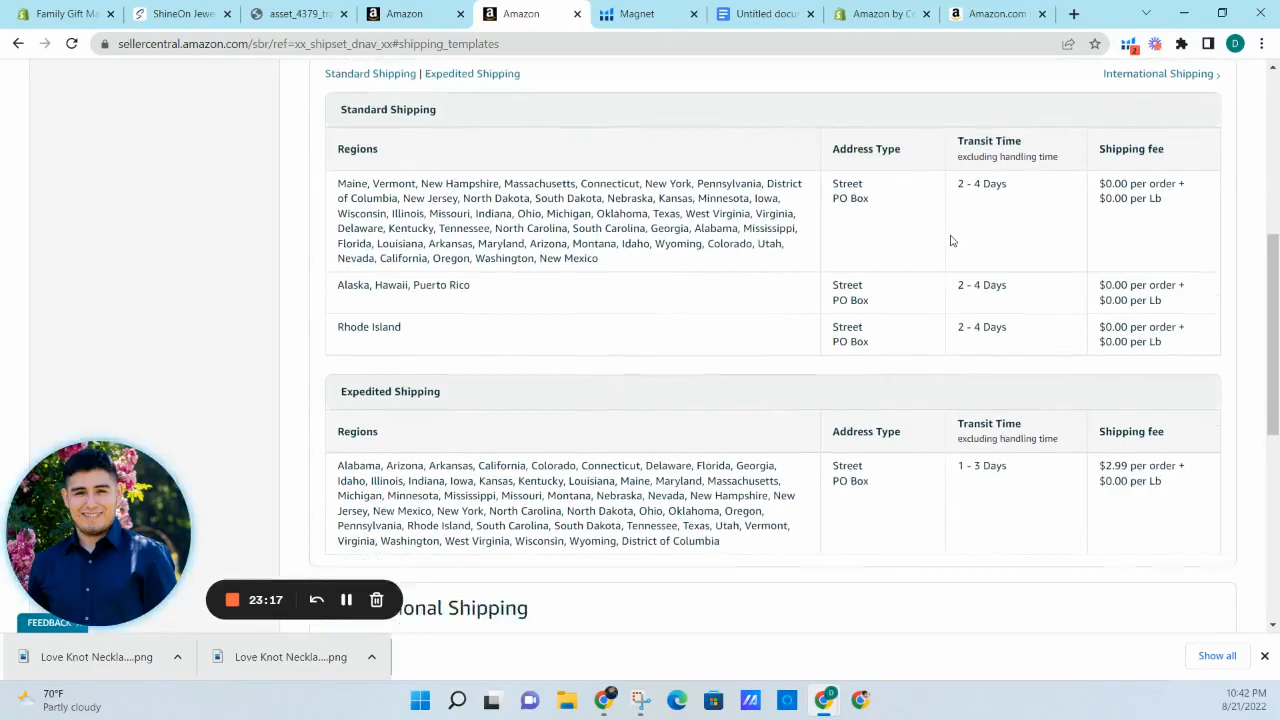 Family Gift Ma
ShineOn Jewe
asset_4379_tra
Amazon
Amazon
Magnet
Untitled docu
Amazon by Ce
Amazon.com
sellercentral.amazon.com/sbr/ref=xx_shipset_dnav_xx#shipping_templates
2
D
Standard Shipping | Expedited Shipping
International Shipping
Standard Shipping
Regions
Address Type
Transit Time
excluding handling time
Shipping fee
Maine, Vermont, New Hampshire, Massachusetts, Connecticut, New York, Pennsylvania, District
of Columbia, New Jersey, North Dakota, South Dakota, Nebraska, Kansas, Minnesota, Iowa,
Wisconsin, Illinois, Missouri, Indiana, Ohio, Michigan, Oklahoma, Texas, West Virginia, Virginia,
Delaware, Kentucky, Tennessee, North Carolina, South Carolina, Georgia, Alabama, Mississippi,
Florida, Louisiana, Arkansas, Maryland, Arizona, Montana, Idaho, Wyoming, Colorado, Utah,
Nevada, California, Oregon, Washington, New Mexico
Street
PO Box
2 - 4 Days
$0.00 per order +
$0.00 per Lb
Alaska, Hawaii, Puerto Rico
Street
PO Box
2 - 4 Days
$0.00 per order +
$0.00 per Lb
Rhode Island
Street
PO Box
2 - 4 Days
$0.00 per order +
$0.00 per Lb
Expedited Shipping
Regions
Address Type
Transit Time
excluding handling time
Shipping fee
Alabama, Arizona, Arkansas, California, Colorado, Connecticut, Delaware, Florida, Georgia,
Idaho, Illinois, Indiana, Iowa, Kansas, Kentucky, Louisiana, Maine, Maryland, Massachusetts,
Michigan, Minnesota, Mississippi, Missouri, Montana, Nebraska, Nevada, New Hampshire, New
Jersey, New Mexico, New York, North Carolina, North Dakota, Ohio, Oklahoma, Oregon,
Pennsylvania, Rhode Island, South Carolina, South Dakota, Tennessee, Texas, Utah, Vermont,
Virginia, Washington, West Virginia, Wisconsin, Wyoming, District of Columbia
Street
PO Box
1 - 3 Days
$2.99 per order +
$0.00 per Lb
onal Shipping
23:17
FEEDBACK
Love Knot Neckla....png
Love Knot Neckla....png
Show all
70°F
Partly cloudy
D
10:42 PM
8/21/2022